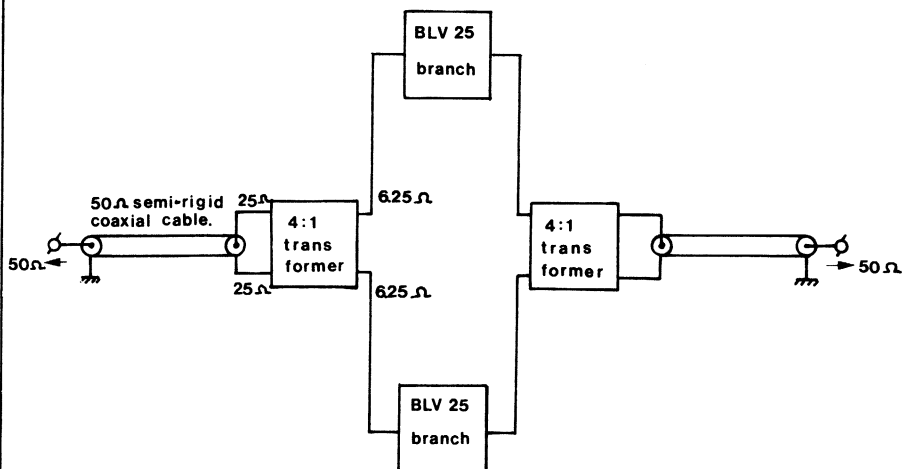 BLV 25
branch
50Ω semi-rigid
coaxial cable.
25Ω
6.25Ω
4:1
trans
former
4:1
trans
former
50Ω
50Ω
25Ω
6.25Ω
BLV 25
branch